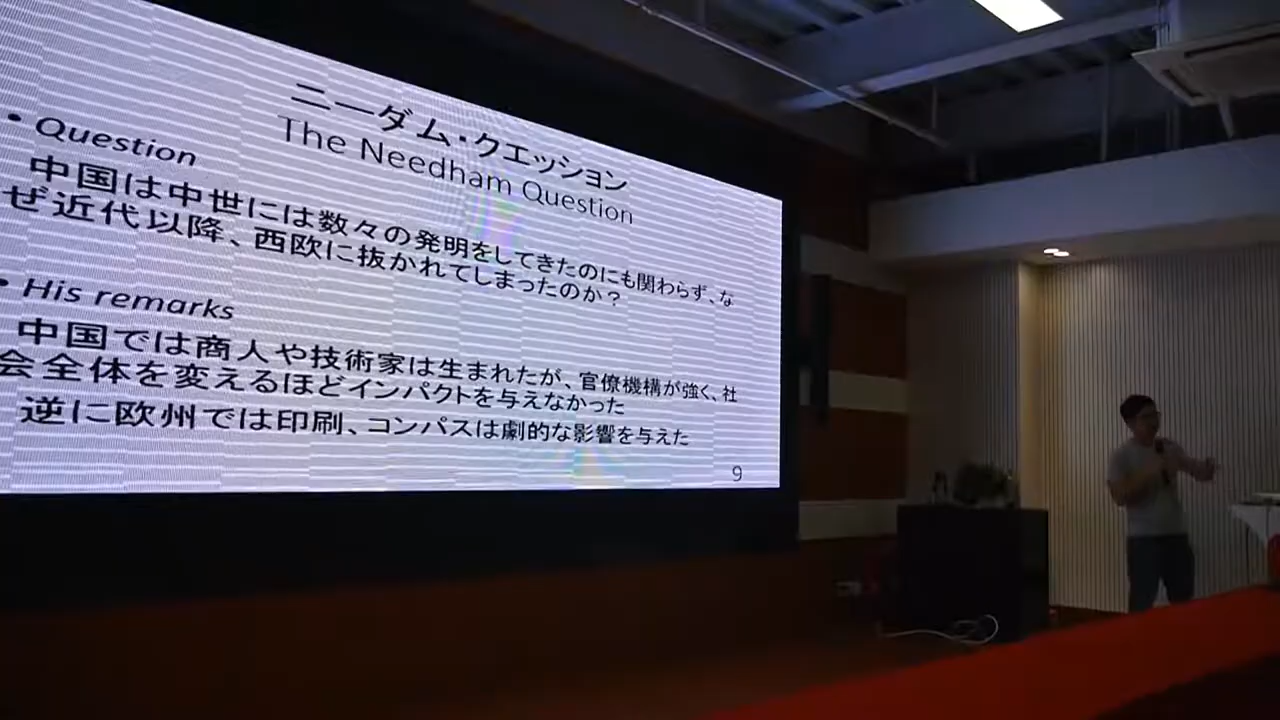 ニーダム・クエッション
The Needham Question
• Question
中国は中世には数々の発明をしてきたのにも関わらず、な
ぜ近代以降、西欧に抜かれてしまったのか？
• His remarks
中国では商人や技術家は生まれたが、官僚機構が強く、社
会全体を変えるほどインパクトを与えなかった
逆に欧州では印刷、コンパスは劇的な影響を与えた
9